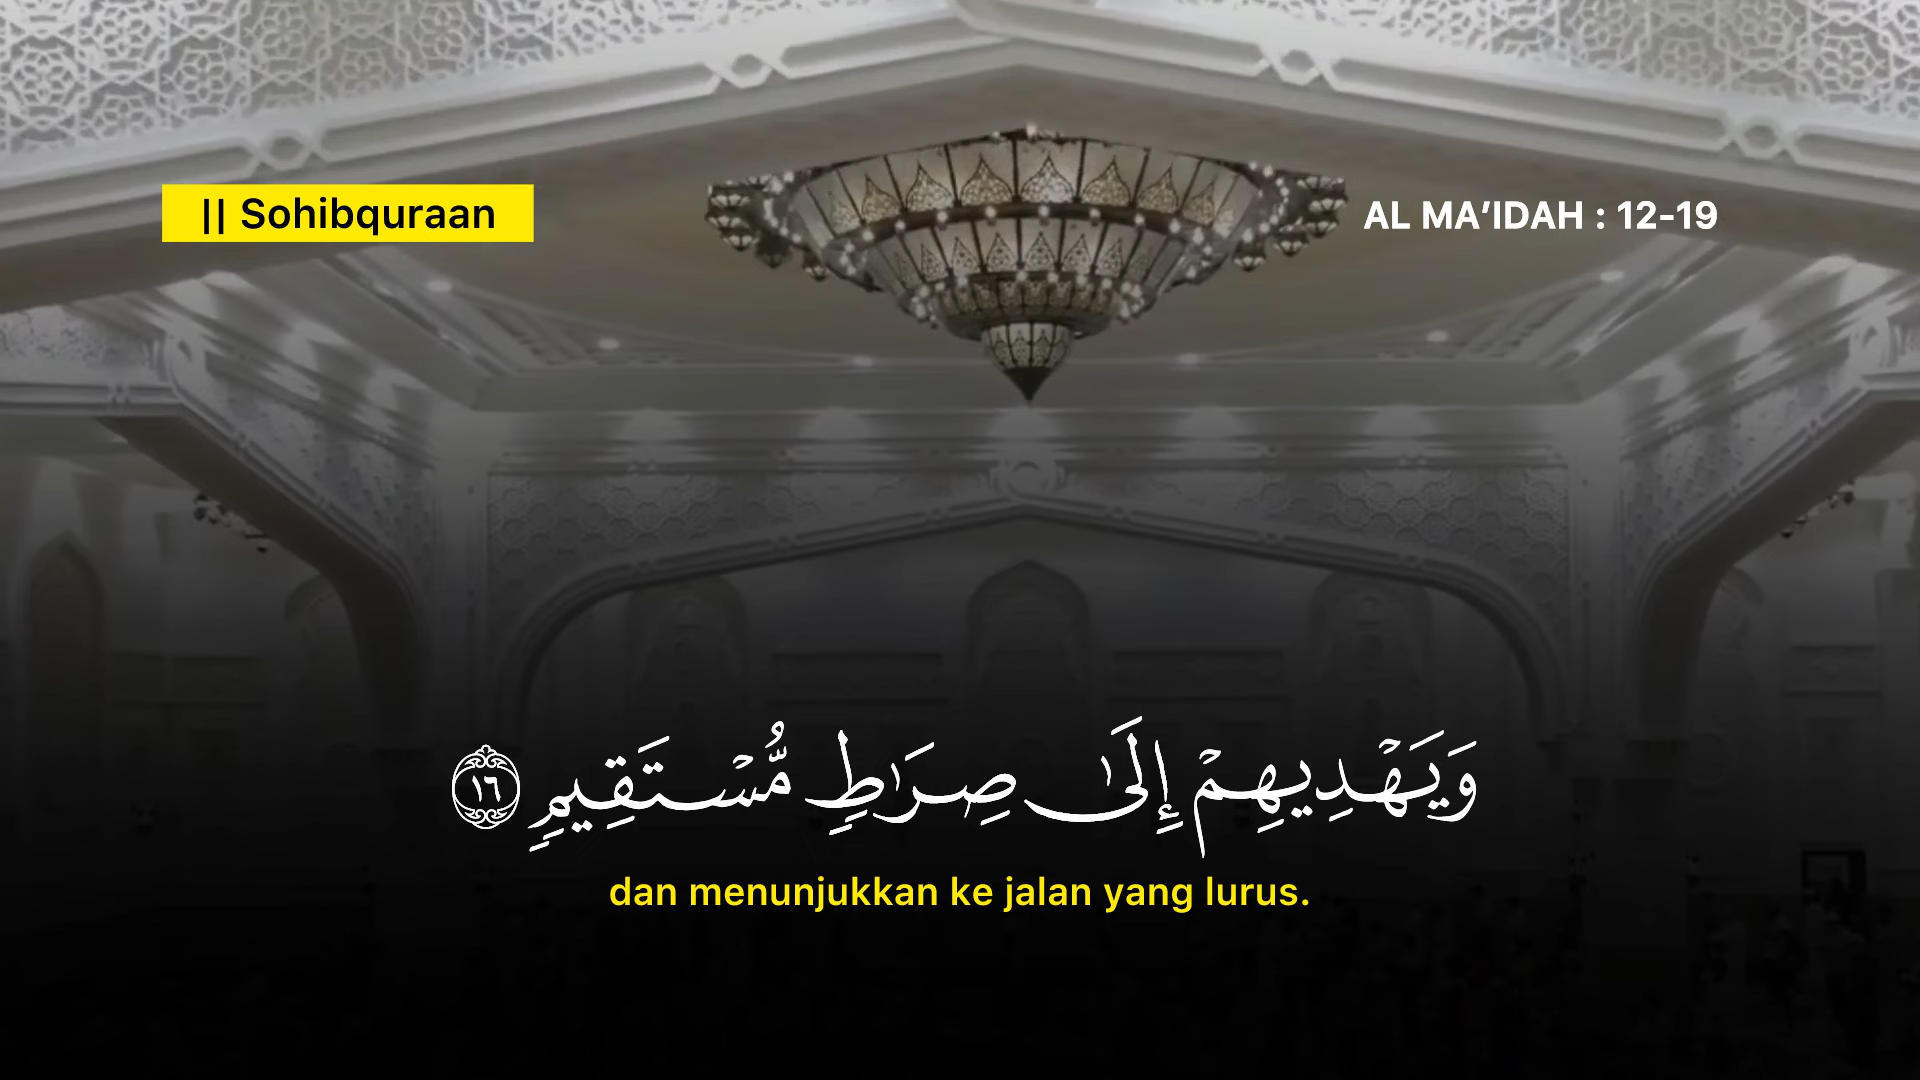 || Sohibquraan
AL MA’IDAH : 12-19
وَيَهْدِيهِمْ إِلَىٰ صِرَٰطٍ مُّسْتَقِيمٍ ١٦
dan menunjukkan ke jalan yang lurus.